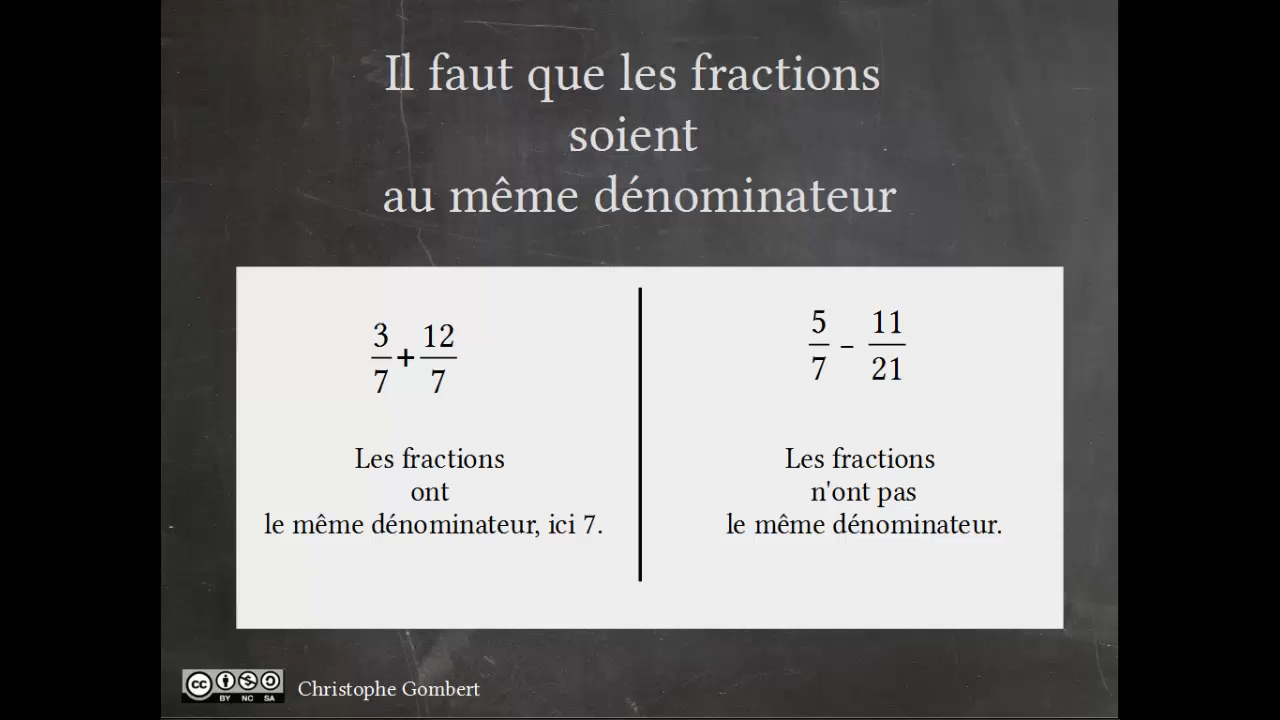 Il faut que les fractions
soient
au même dénominateur
3/7 + 12/7
5/7 - 11/21
Les fractions
ont
le même dénominateur, ici 7.
Les fractions
n'ont pas
le même dénominateur.
cc BY NC SA
Christophe Gombert